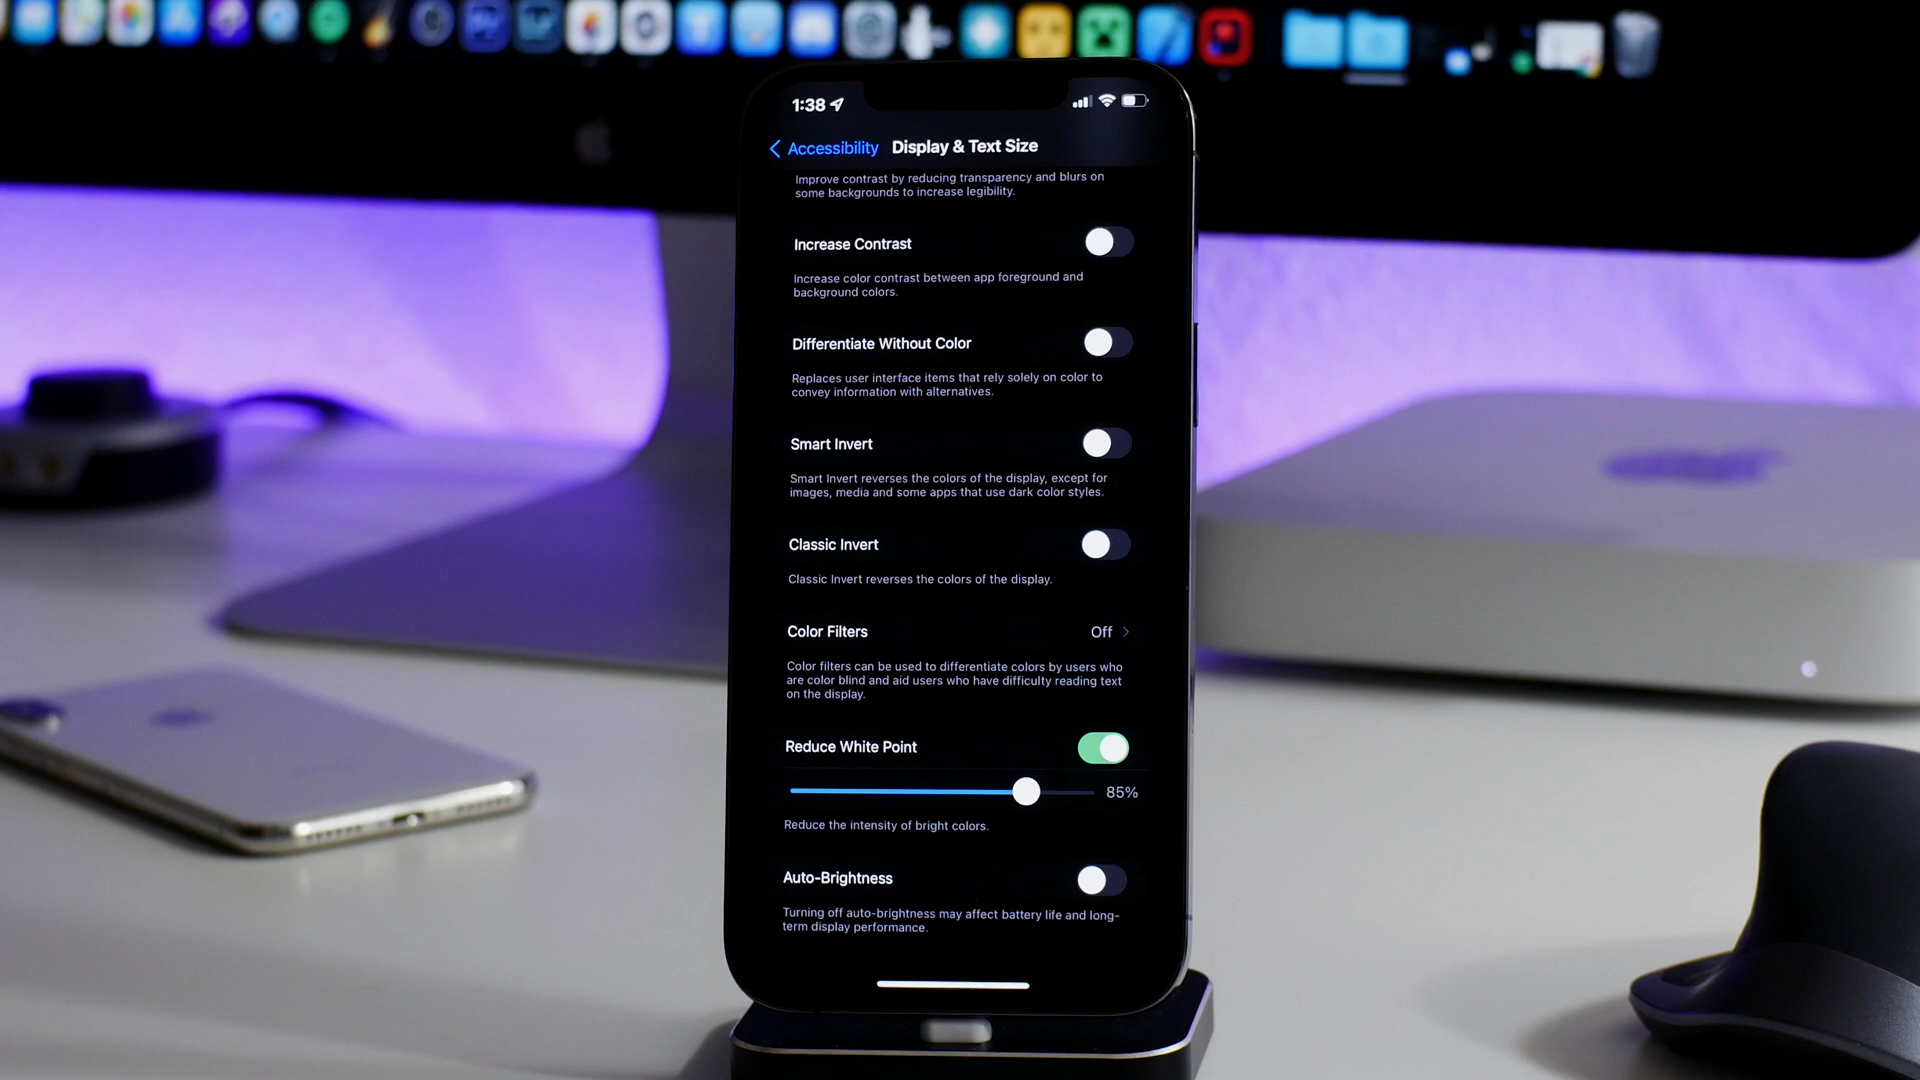 1:38
Accessibility Display & Text Size
Improve contrast by reducing transparency and blurs on
some backgrounds to increase legibility.
Increase Contrast
Increase color contrast between app foreground and
background colors.
Differentiate Without Color
Replaces user interface items that rely solely on color to
convey information with alternatives.
Smart Invert
Smart Invert reverses the colors of the display, except for
images, media and some apps that use dark color styles.
Classic Invert
Classic Invert reverses the colors of the display.
Color Filters Off
Color filters can be used to differentiate colors by users who
are color blind and aid users who have difficulty reading text
on the display.
Reduce White Point
85%
Reduce the intensity of bright colors.
Auto-Brightness
Turning off auto-brightness may affect battery life and long-
term display performance.